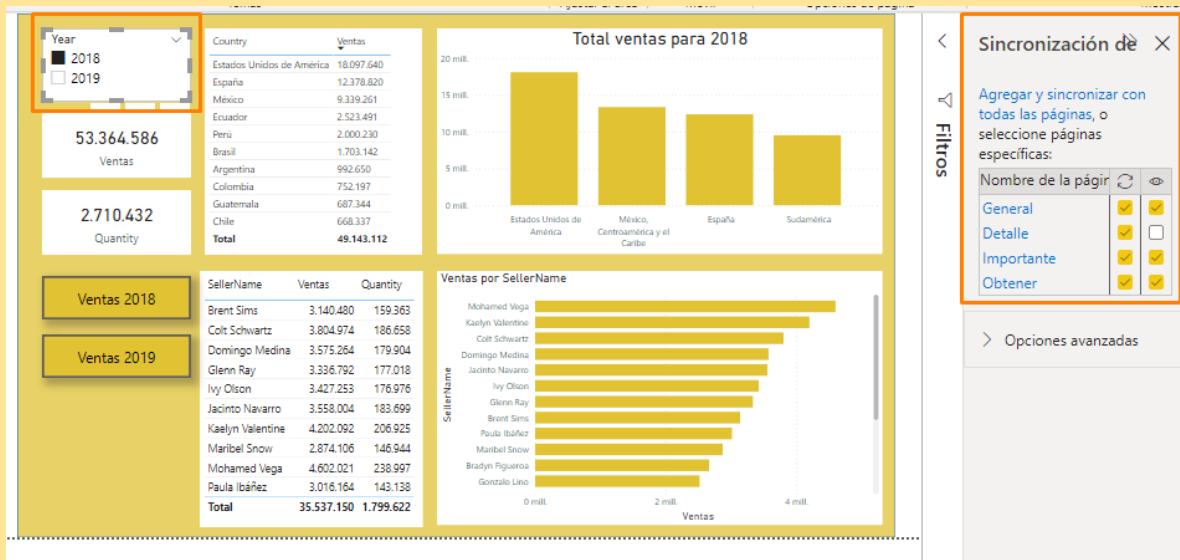 Year
2018
2019
53.364.586
Ventas
2.710.432
Quantity
Ventas 2018
Ventas 2019
Country Ventas
Estados Unidos de América 18.097.640
España 12.378.820
México 9.339.261
Ecuador 2.523.491
Perú 2.000.230
Brasil 1.703.142
Argentina 992.650
Colombia 752.197
Guatemala 687.344
Chile 668.337
Total 49.143.112
Total ventas para 2018
20 mill.
15 mill.
10 mill.
5 mill.
0 mill.
Estados Unidos de
América
México,
Centroamérica y el
Caribe
España
Sudamérica
SellerName Ventas Quantity
Brent Sims 3.140.480 159.363
Colt Schwartz 3.804.974 186.658
Domingo Medina 3.575.264 179.904
Glenn Ray 3.336.792 177.018
Ivy Olson 3.427.253 176.976
Jacinto Navarro 3.558.004 183.699
Kaelyn Valentine 4.202.092 206.925
Maribel Snow 2.874.106 146.944
Mohamed Vega 4.602.021 238.997
Paula Ibáñez 3.016.164 143.138
Total 35.537.150 1.799.622
Ventas por SellerName
SellerName
Mohamed Vega
Kaelyn Valentine
Colt Schwartz
Domingo Medina
Jacinto Navarro
Ivy Olson
Glenn Ray
Brent Sims
Paula Ibáñez
Maribel Snow
Bradyn Figueroa
Gonzalo Lino
0 mill. 2 mill. 4 mill.
Ventas
Filtros
Sincronización de
Agregar y sincronizar con
todas las páginas, o
seleccione páginas
específicas:
Nombre de la págir
General
Detalle
Importante
Obtener
Opciones avanzadas